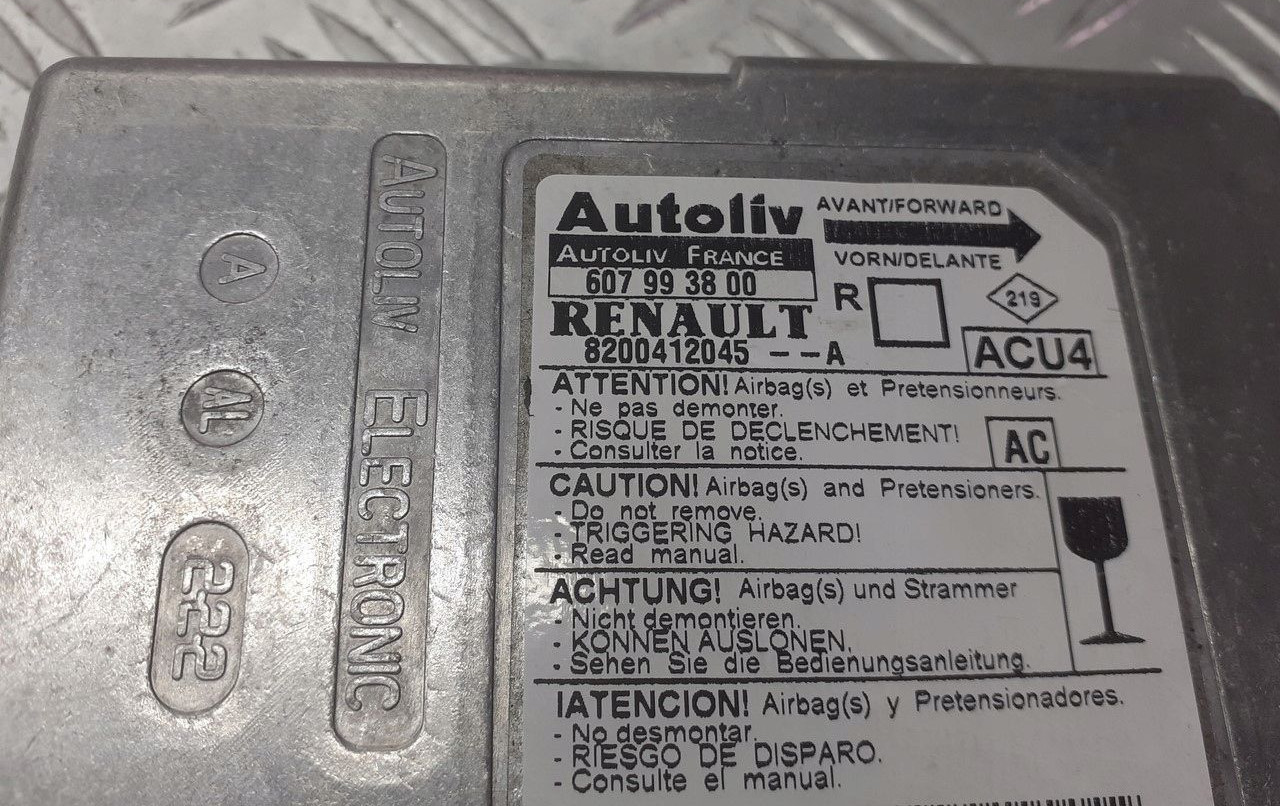 A
AL
222
AUTOLIV ELECTRONIC
Autoliv
AUTOLIV FRANCE
607 99 38 00
RENAULT
8200412045 --A
AVANT/FORWARD
VORN/DELANTE
R
219
ACU4
ATTENTION! Airbag(s) et Pretensionneurs.
- Ne pas demonter.
- RISQUE DE DECLENCHEMENT!
- Consulter la notice.
AC
CAUTION! Airbag(s) and Pretensioners.
- Do not remove.
- TRIGGERING HAZARD!
- Read manual.
ACHTUNG! Airbag(s) und Strammer
- Nicht demontieren.
- KONNEN AUSLONEN.
- Sehen Sie die Bedienungsanleitung.
IATENCION! Airbag(s) y Pretensionadores.
- No desmontar.
- RIESGO DE DISPARO.
- Consulte el manual.